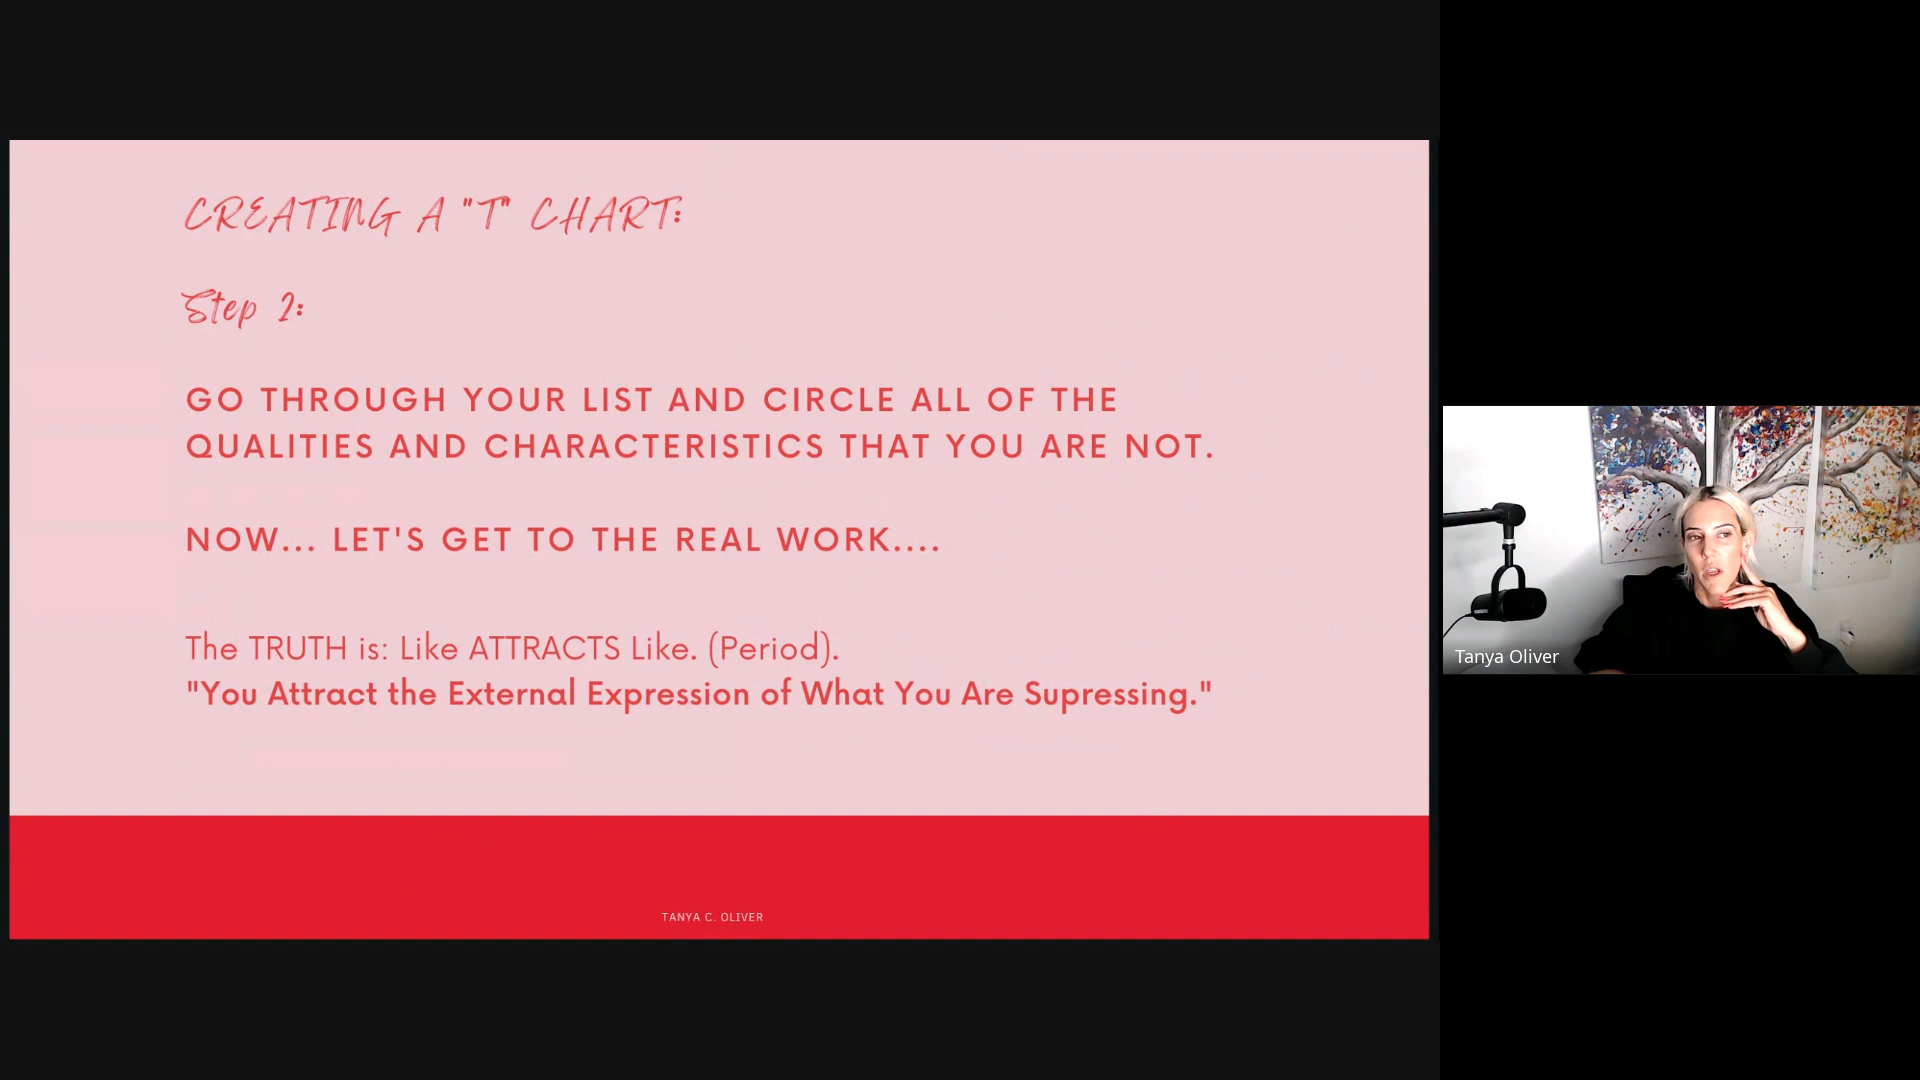 CREATING A "T" CHART:
Step 2:
GO THROUGH YOUR LIST AND CIRCLE ALL OF THE
QUALITIES AND CHARACTERISTICS THAT YOU ARE NOT.
NOW... LET'S GET TO THE REAL WORK....
The TRUTH is: Like ATTRACTS Like. (Period).
"You Attract the External Expression of What You Are Supressing."
TANYA C. OLIVER
Tanya Oliver